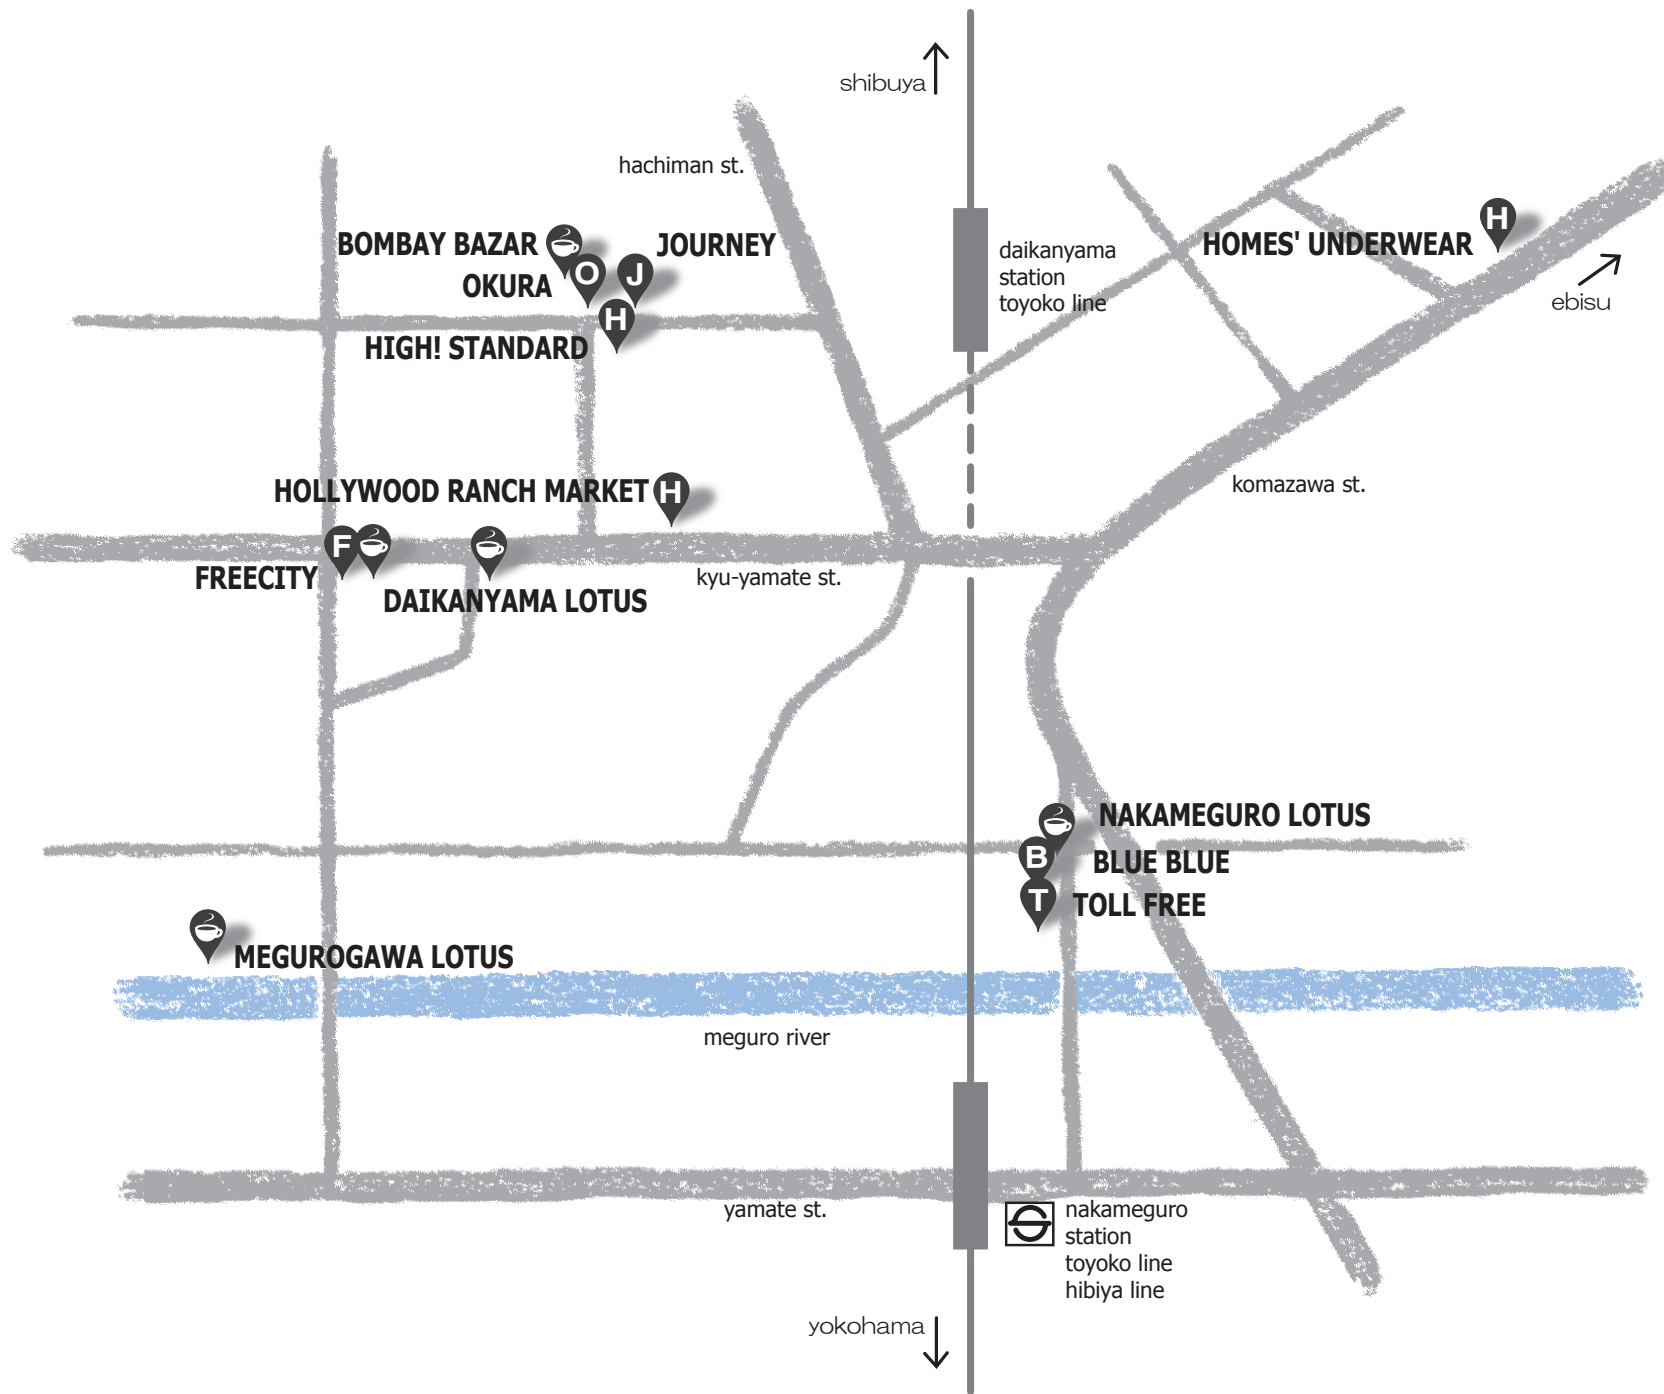 shibuya
hachiman st.
BOMBAY BAZAR
JOURNEY
O
J
OKURA
H
HIGH! STANDARD
daikanyama
station
toyoko line
H
HOMES' UNDERWEAR
ebisu
HOLLYWOOD RANCH MARKET
H
komazawa st.
F
FREECITY
kyu-yamate st.
DAIKANYAMA LOTUS
NAKAMEGURO LOTUS
B
BLUE BLUE
T
TOLL FREE
MEGUROGAWA LOTUS
meguro river
yamate st.
nakameguro
station
toyoko line
hibiya line
yokohama